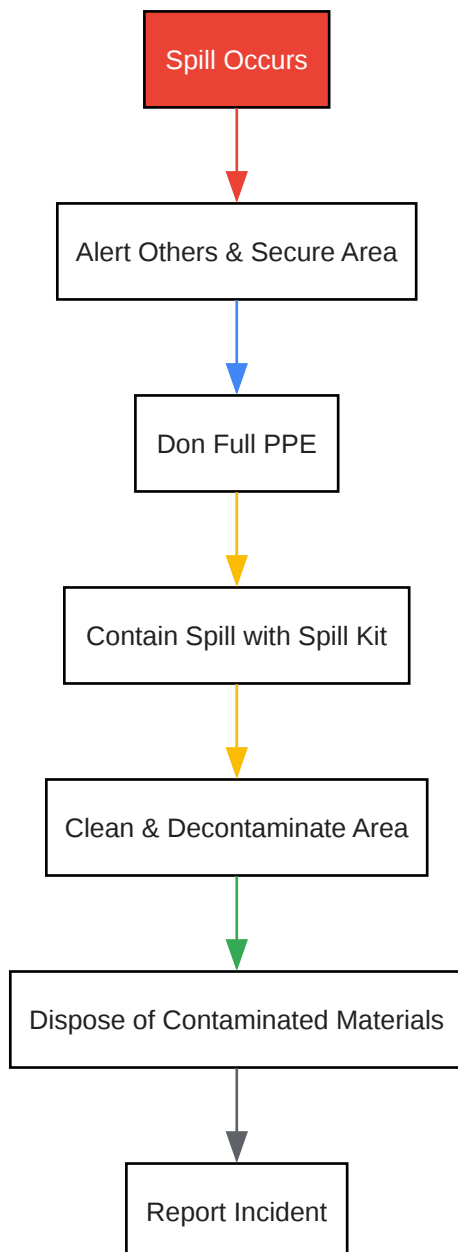 Spill Occurs
Alert Others & Secure Area
Don Full PPE
Contain Spill with Spill Kit
Clean & Decontaminate Area
Dispose of Contaminated Materials
Report Incident